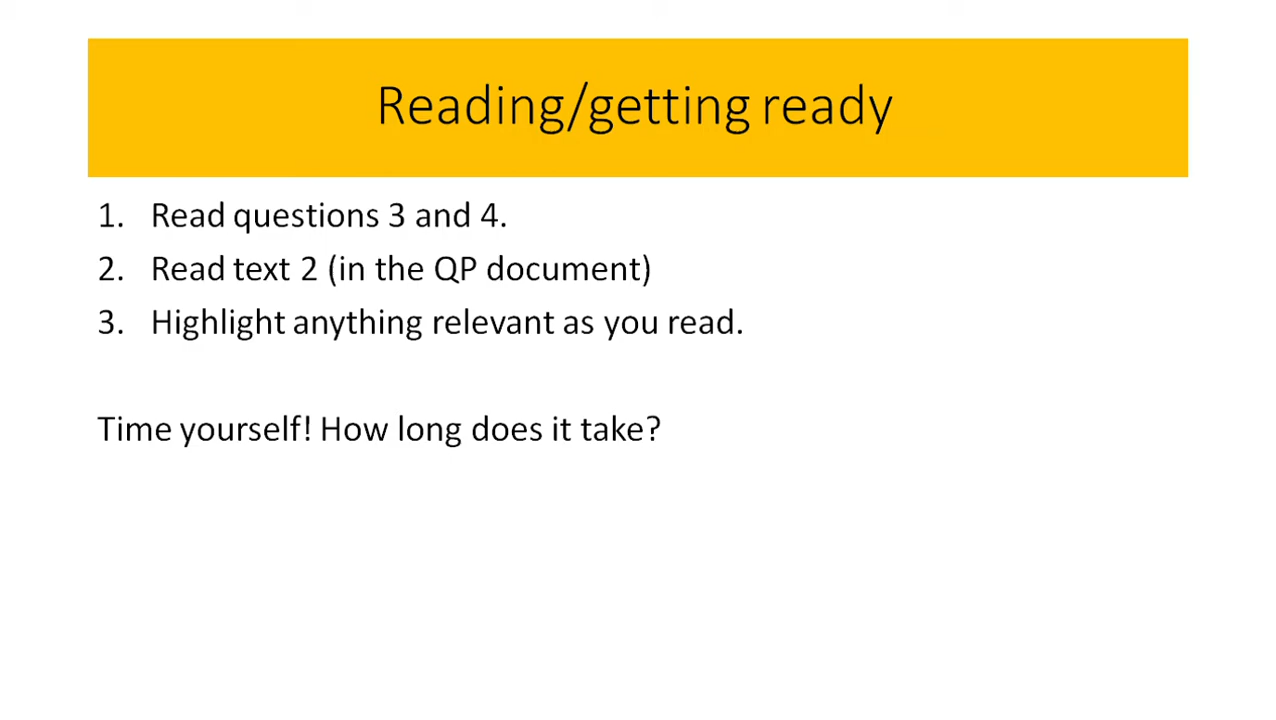 Reading/getting ready
1. Read questions 3 and 4.
2. Read text 2 (in the QP document)
3. Highlight anything relevant as you read.
Time yourself! How long does it take?